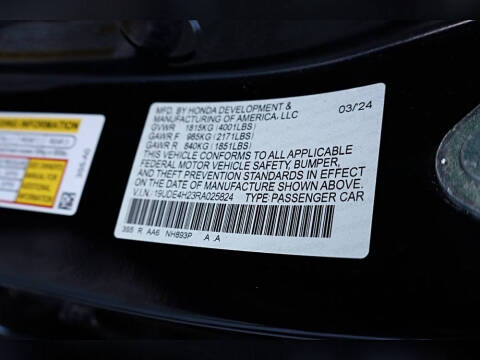 MFD. BY HONDA DEVELOPMENT &
MANUFACTURING OF AMERICA, LLC 03/24
GVWR 1815KG (4001LBS)
GAWR F 985KG (2171LBS)
GAWR R 840KG (1851LBS)
THIS VEHICLE CONFORMS TO ALL APPLICABLE
FEDERAL MOTOR VEHICLE SAFETY, BUMPER,
AND THEFT PREVENTION STANDARDS IN EFFECT
ON THE DATE OF MANUFACTURE SHOWN ABOVE.
V.I.N.: 19UDE4H23RA025824 TYPE:PASSENGER CAR
3S5 R AA6 NH893P A A
INFORMATION